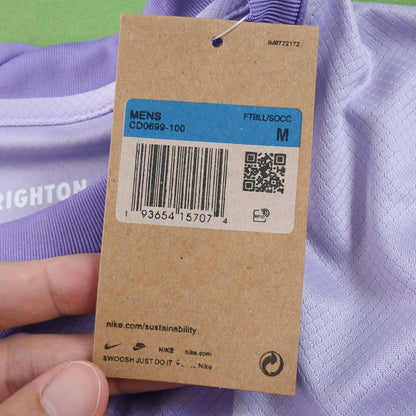 IM8722172
MENS
FTBLL/SOCC
CD0699-100
M
RIGHTON
1 93654 15707 4
nike.com/sustainability
NIKE nike.com
SWOOSH JUST DO IT Nike